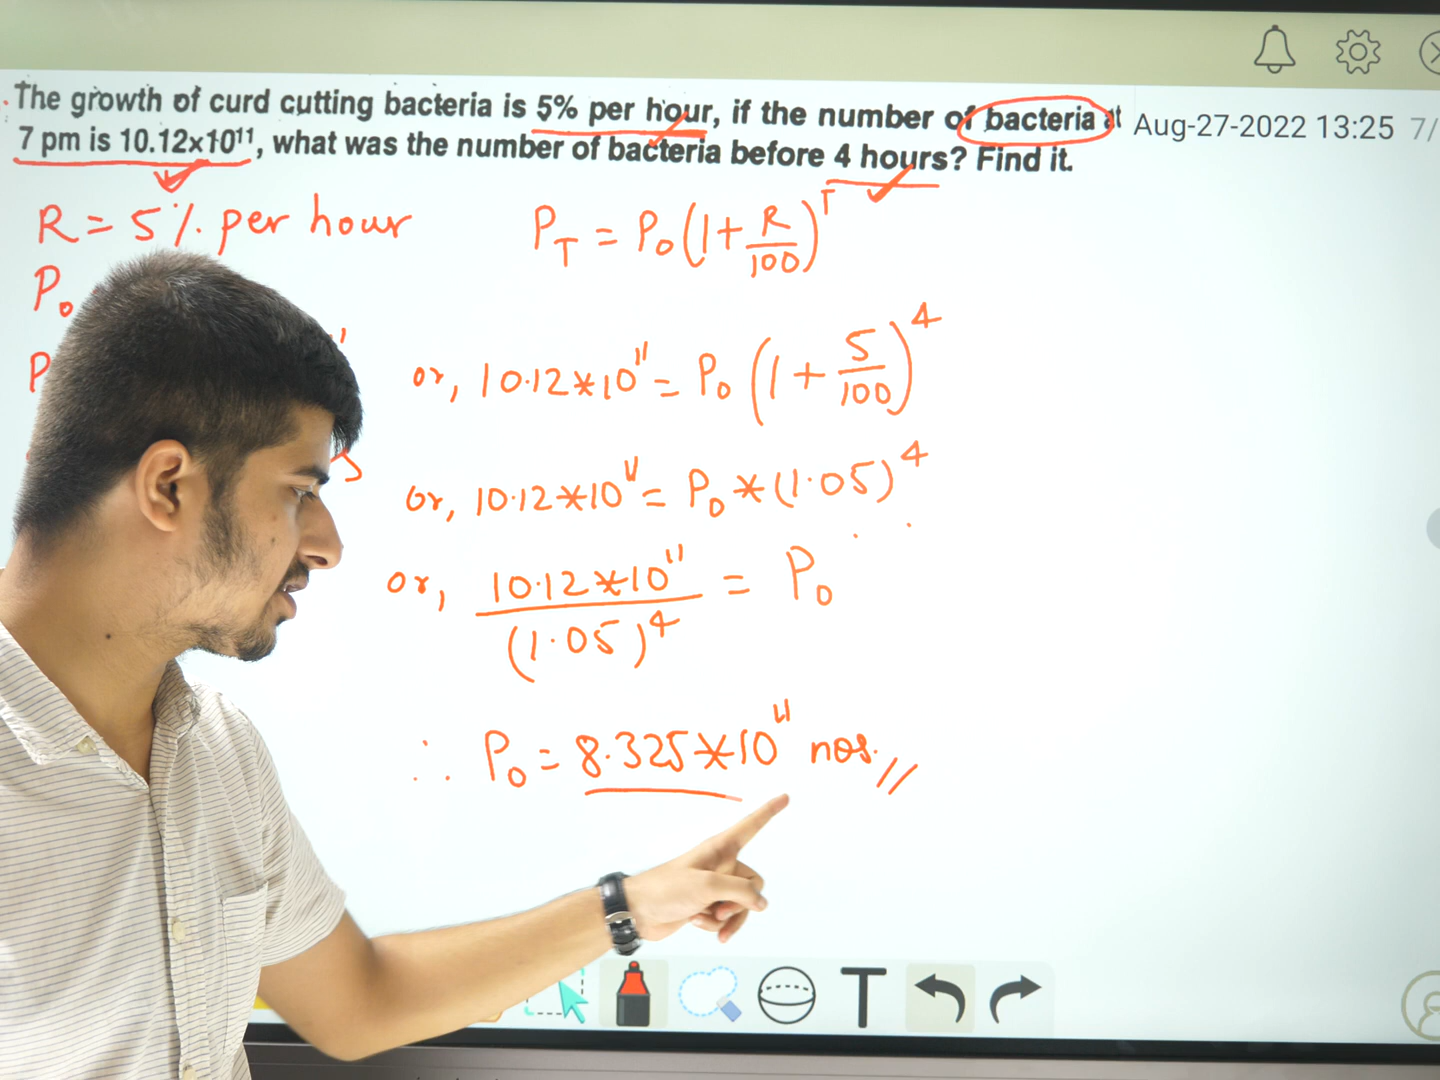 The growth of curd cutting bacteria is 5% per hour, if the number of bacteria at
7 pm is 10.12×10¹¹, what was the number of bacteria before 4 hours? Find it.
Aug-27-2022 13:25 7/
R = 5% per hour
P₀
P
P_T = P₀(1+R/100)^T
or, 10.12*10¹¹ = P₀(1+5/100)⁴
or, 10.12*10¹¹ = P₀*(1.05)⁴
or, 10.12*10¹¹/(1.05)⁴ = P₀
∴ P₀ = 8.325*10¹¹ nos.//
T